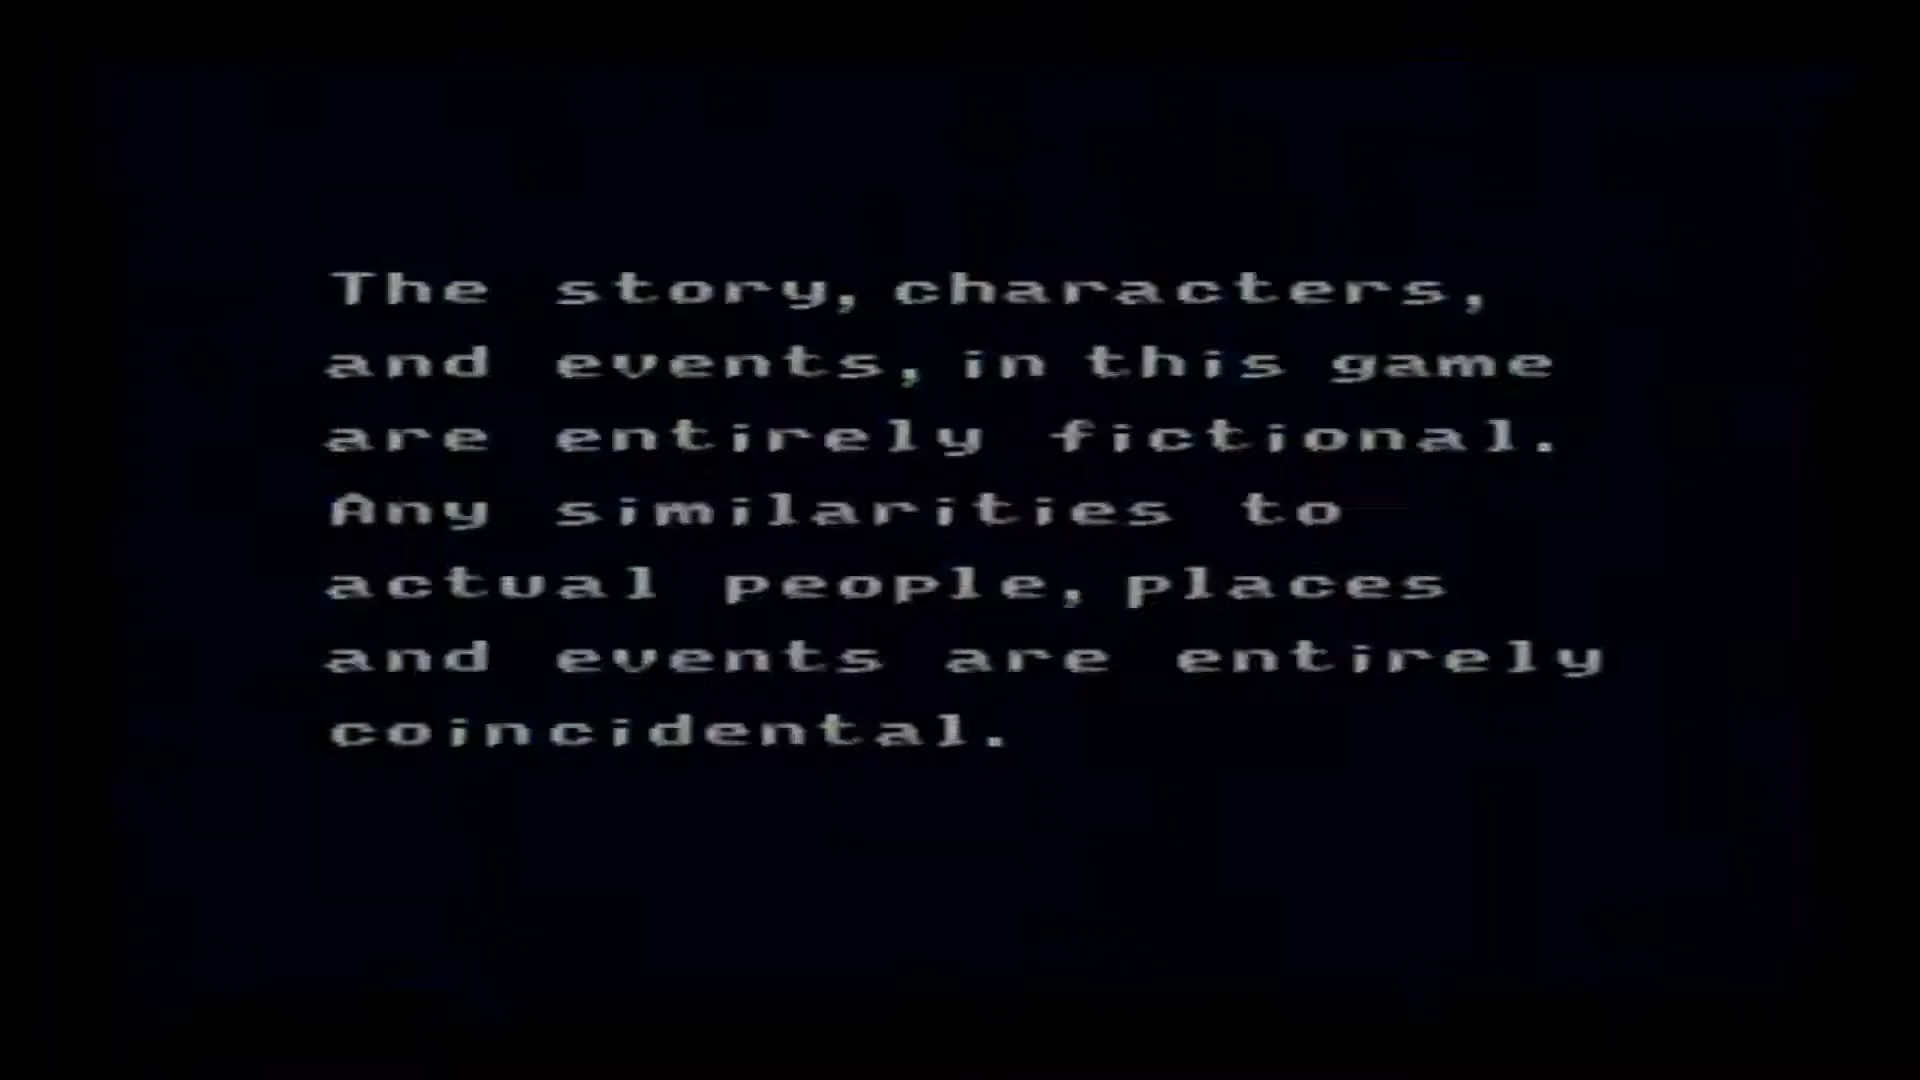 The story, characters,
and events, in this game
are entirely fictional.
Any similarities to
actual people, places
and events are entirely
coincidental.